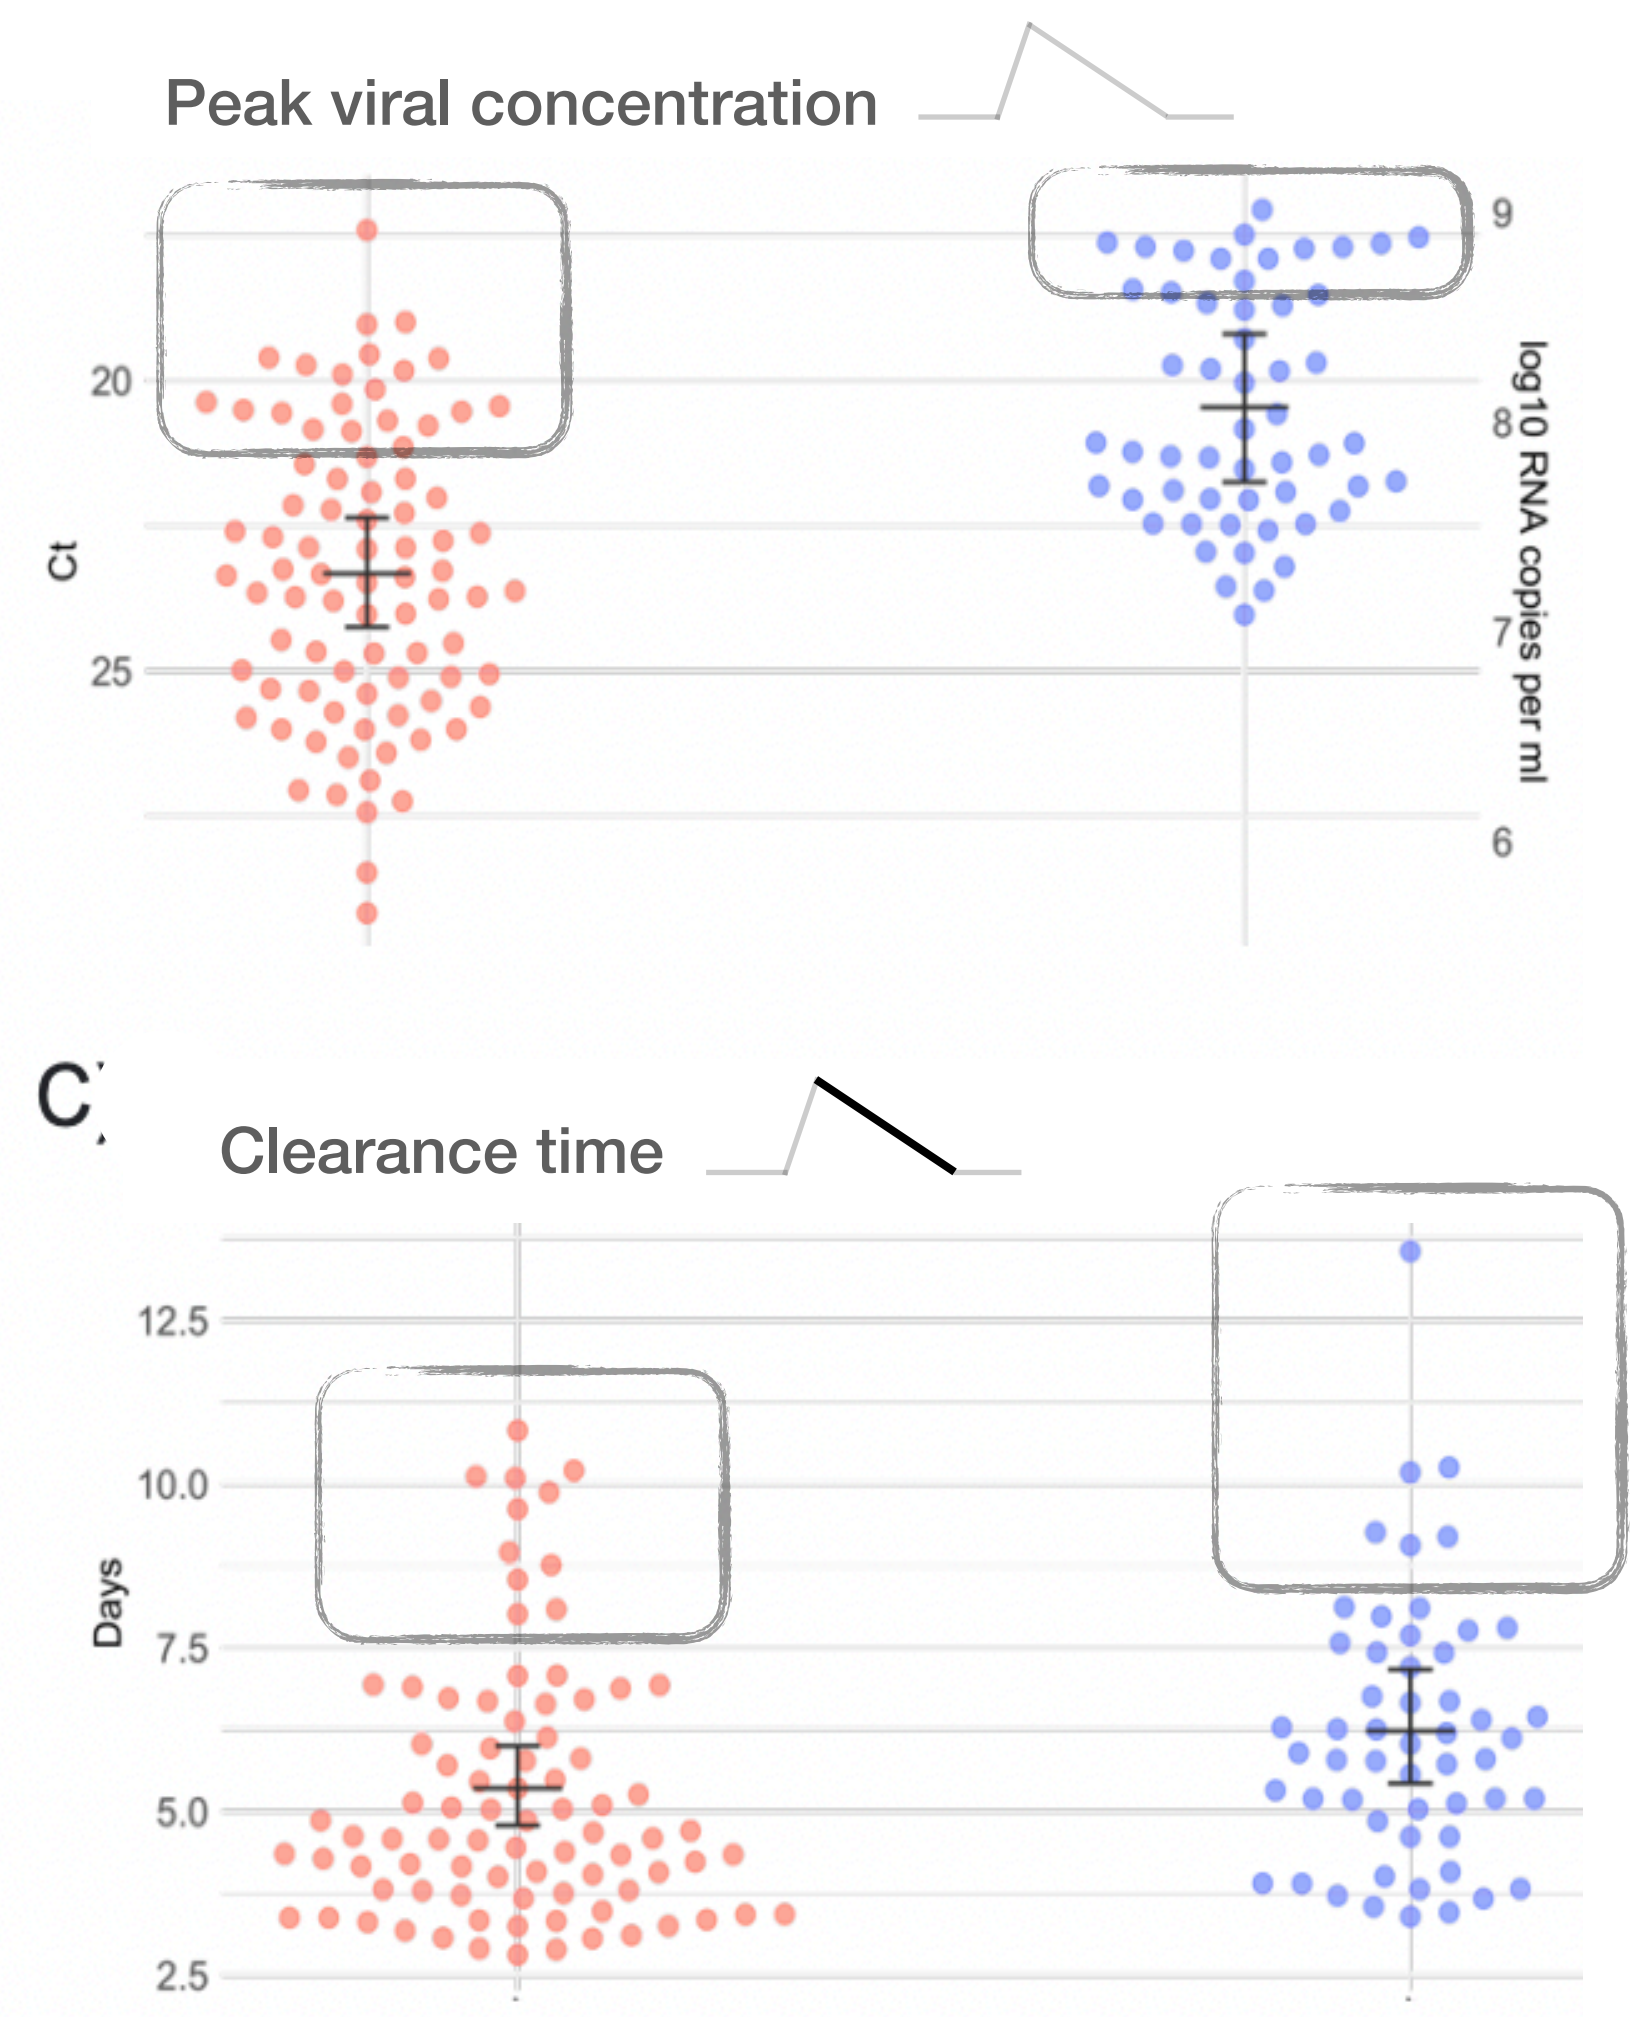 Peak viral concentration
9
20
8
log10 RNA copies per ml
Ct
7
25
6
C)
Clearance time
12.5
10.0
Days
7.5
5.0
2.5